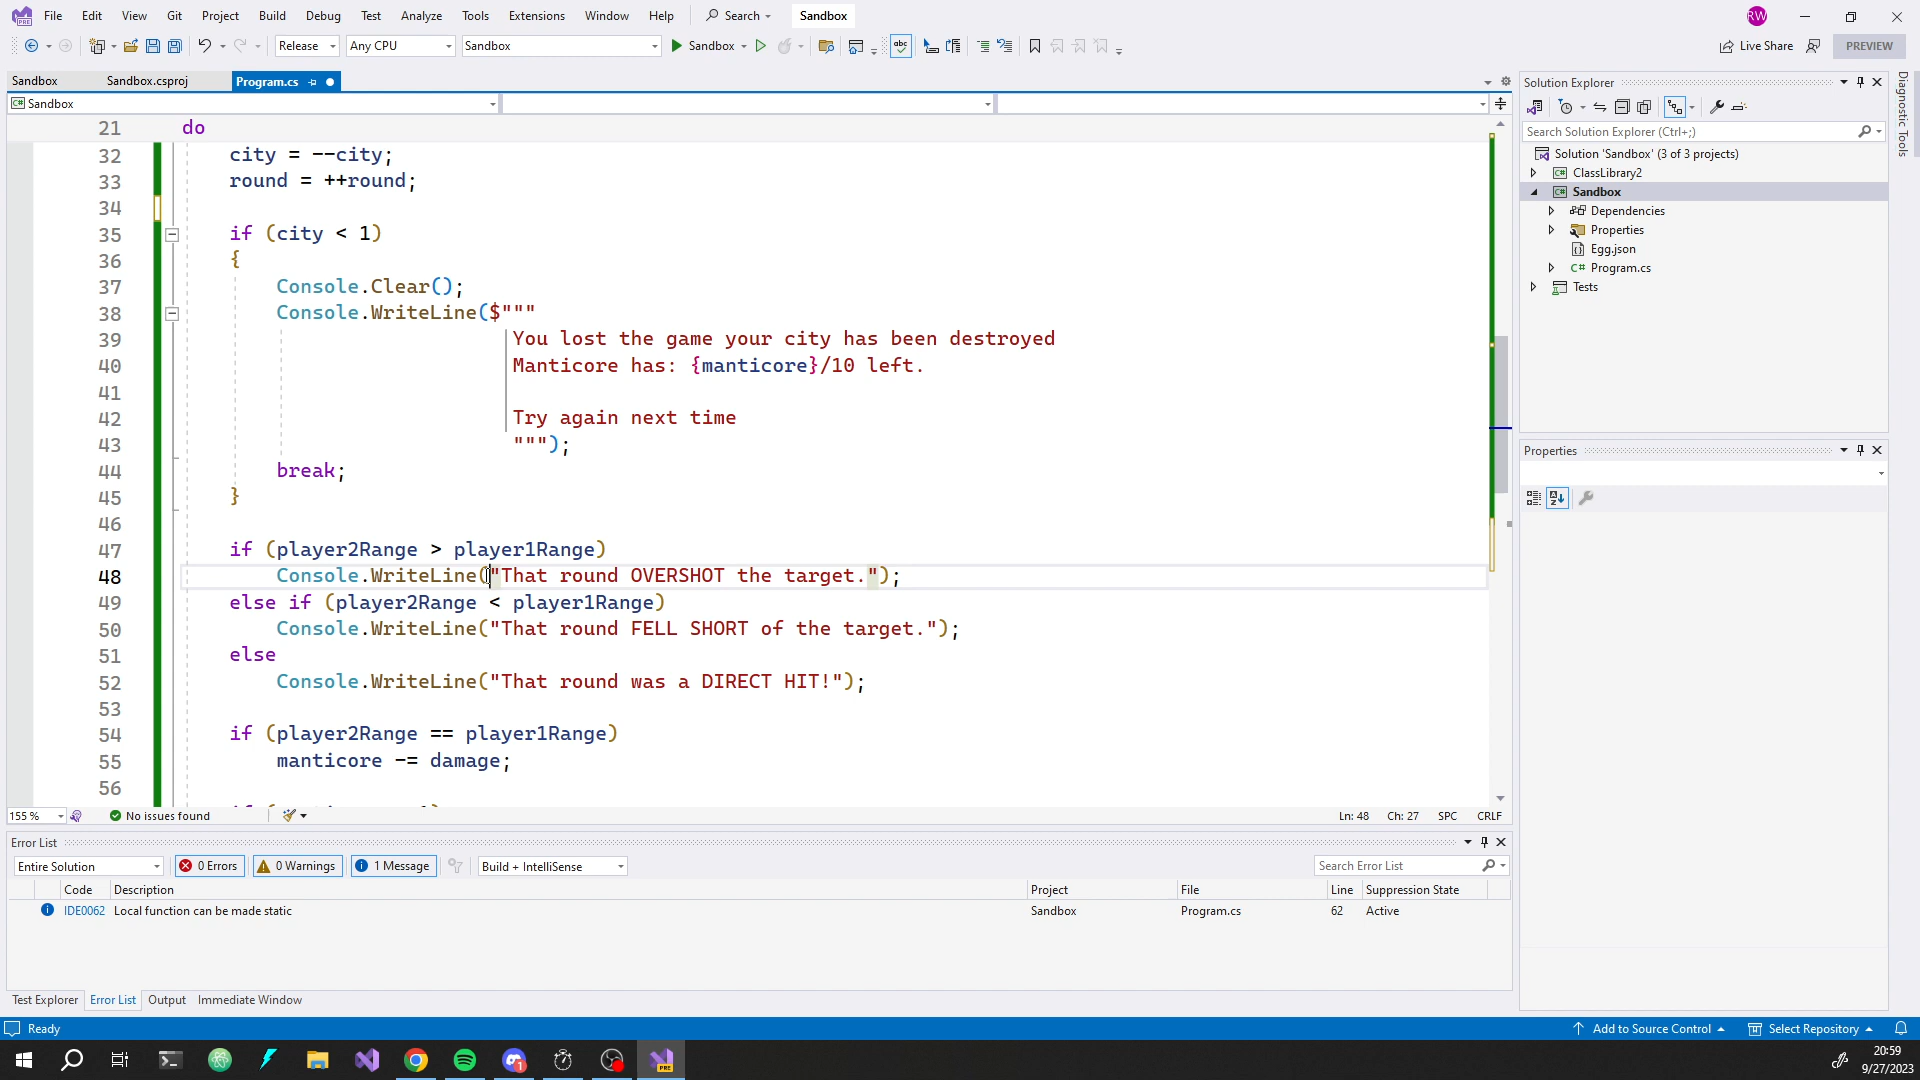 File Edit View Git Project Build Debug Test Analyze Tools Extensions Window Help Search Sandbox RW
Release Any CPU Sandbox Sandbox Live Share PREVIEW
Sandbox Sandbox.csproj Program.cs
C# Sandbox
21 do
32 city = --city;
33 round = ++round;
34
35 if (city < 1)
36 {
37 Console.Clear();
38 Console.WriteLine($"""
39 You lost the game your city has been destroyed
40 Manticore has: {manticore}/10 left.
41
42 Try again next time
43 """);
44 break;
45 }
46
47 if (player2Range > player1Range)
48 Console.WriteLine("That round OVERSHOT the target.");
49 else if (player2Range < player1Range)
50 Console.WriteLine("That round FELL SHORT of the target.");
51 else
52 Console.WriteLine("That round was a DIRECT HIT!");
53
54 if (player2Range == player1Range)
55 manticore -= damage;
56
155 % No issues found Ln: 48 Ch: 27 SPC CRLF
Error List
Entire Solution 0 Errors 0 Warnings 1 Message Build + IntelliSense Search Error List
Code Description Project File Line Suppression State
IDE0062 Local function can be made static Sandbox Program.cs 62 Active
Test Explorer Error List Output Immediate Window
Solution Explorer
Search Solution Explorer (Ctrl+;)
Solution 'Sandbox' (3 of 3 projects)
C# ClassLibrary2
C# Sandbox
Dependencies
Properties
Egg.json
C# Program.cs
Tests
Properties
Diagnostic Tools
Ready Add to Source Control Select Repository
1 PRE 20:59
9/27/2023